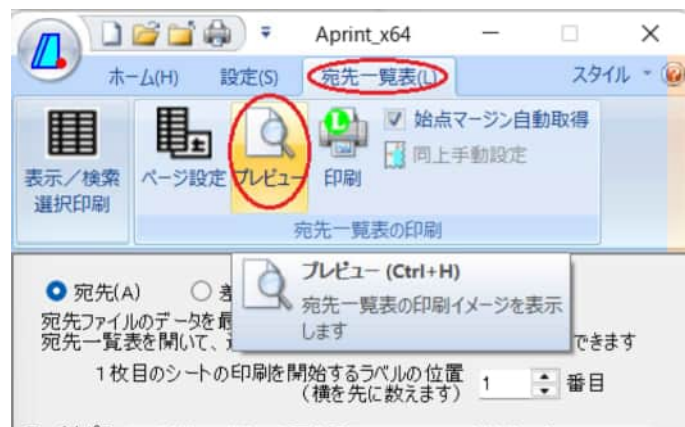 Aprint_x64
ホーム(H) 設定(S) 宛先一覧表(L) スタイル
表示／検索
選択印刷
ページ設定 プレビュー 印刷
始点マージン自動取得
同上手動設定
宛先一覧表の印刷
プレビュー (Ctrl+H)
宛先一覧表の印刷イメージを表示
します
宛先(A)
宛先ファイルのデータを
宛先一覧表を開いて、 できます
1枚目のシートの印刷を開始するラベルの位置 1 番目
(横を先に数えます)